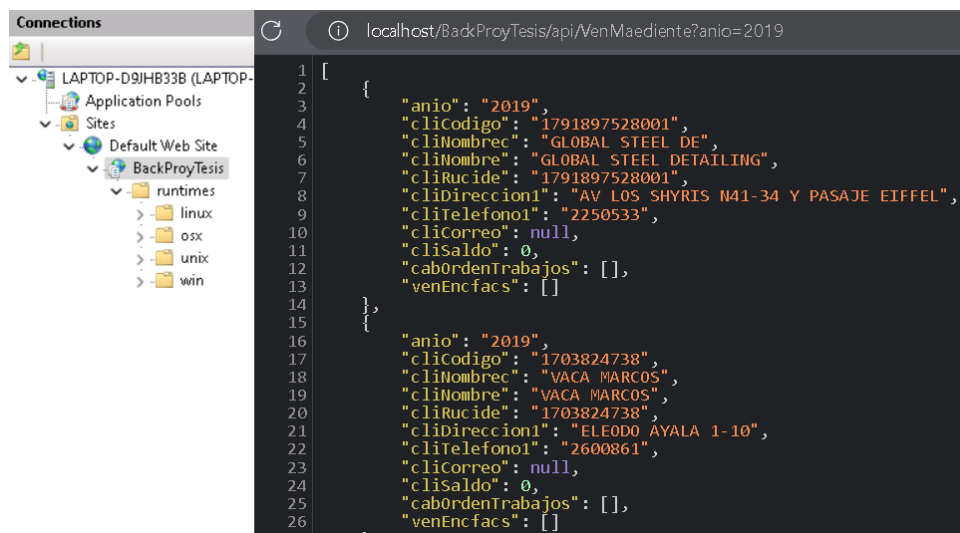 Connections
LAPTOP-D9JHB33B (LAPTOP-
Application Pools
Sites
Default Web Site
BackProyTesis
runtimes
linux
osx
unix
win
localhost/BackProyTesis/api/VenMaecliente?anio=2019
1 [
2 {
3 "anio": "2019",
4 "cliCodigo": "1791897528001",
5 "cliNombrec": "GLOBAL STEEL DE",
6 "cliNombre": "GLOBAL STEEL DETAILING",
7 "cliRucide": "1791897528001",
8 "cliDireccion1": "AV LOS SHYRIS N41-34 Y PASAJE EIFFEL",
9 "cliTelefono1": "2250533",
10 "cliCorreo": null,
11 "cliSaldo": 0,
12 "cabOrdenTrabajos": [],
13 "venEncfacs": []
14 },
15 {
16 "anio": "2019",
17 "cliCodigo": "1703824738",
18 "cliNombrec": "VACA MARCOS",
19 "cliNombre": "VACA MARCOS",
20 "cliRucide": "1703824738",
21 "cliDireccion1": "ELEODO AYALA 1-10",
22 "cliTelefono1": "2600861",
23 "cliCorreo": null,
24 "cliSaldo": 0,
25 "cabOrdenTrabajos": [],
26 "venEncfacs": []